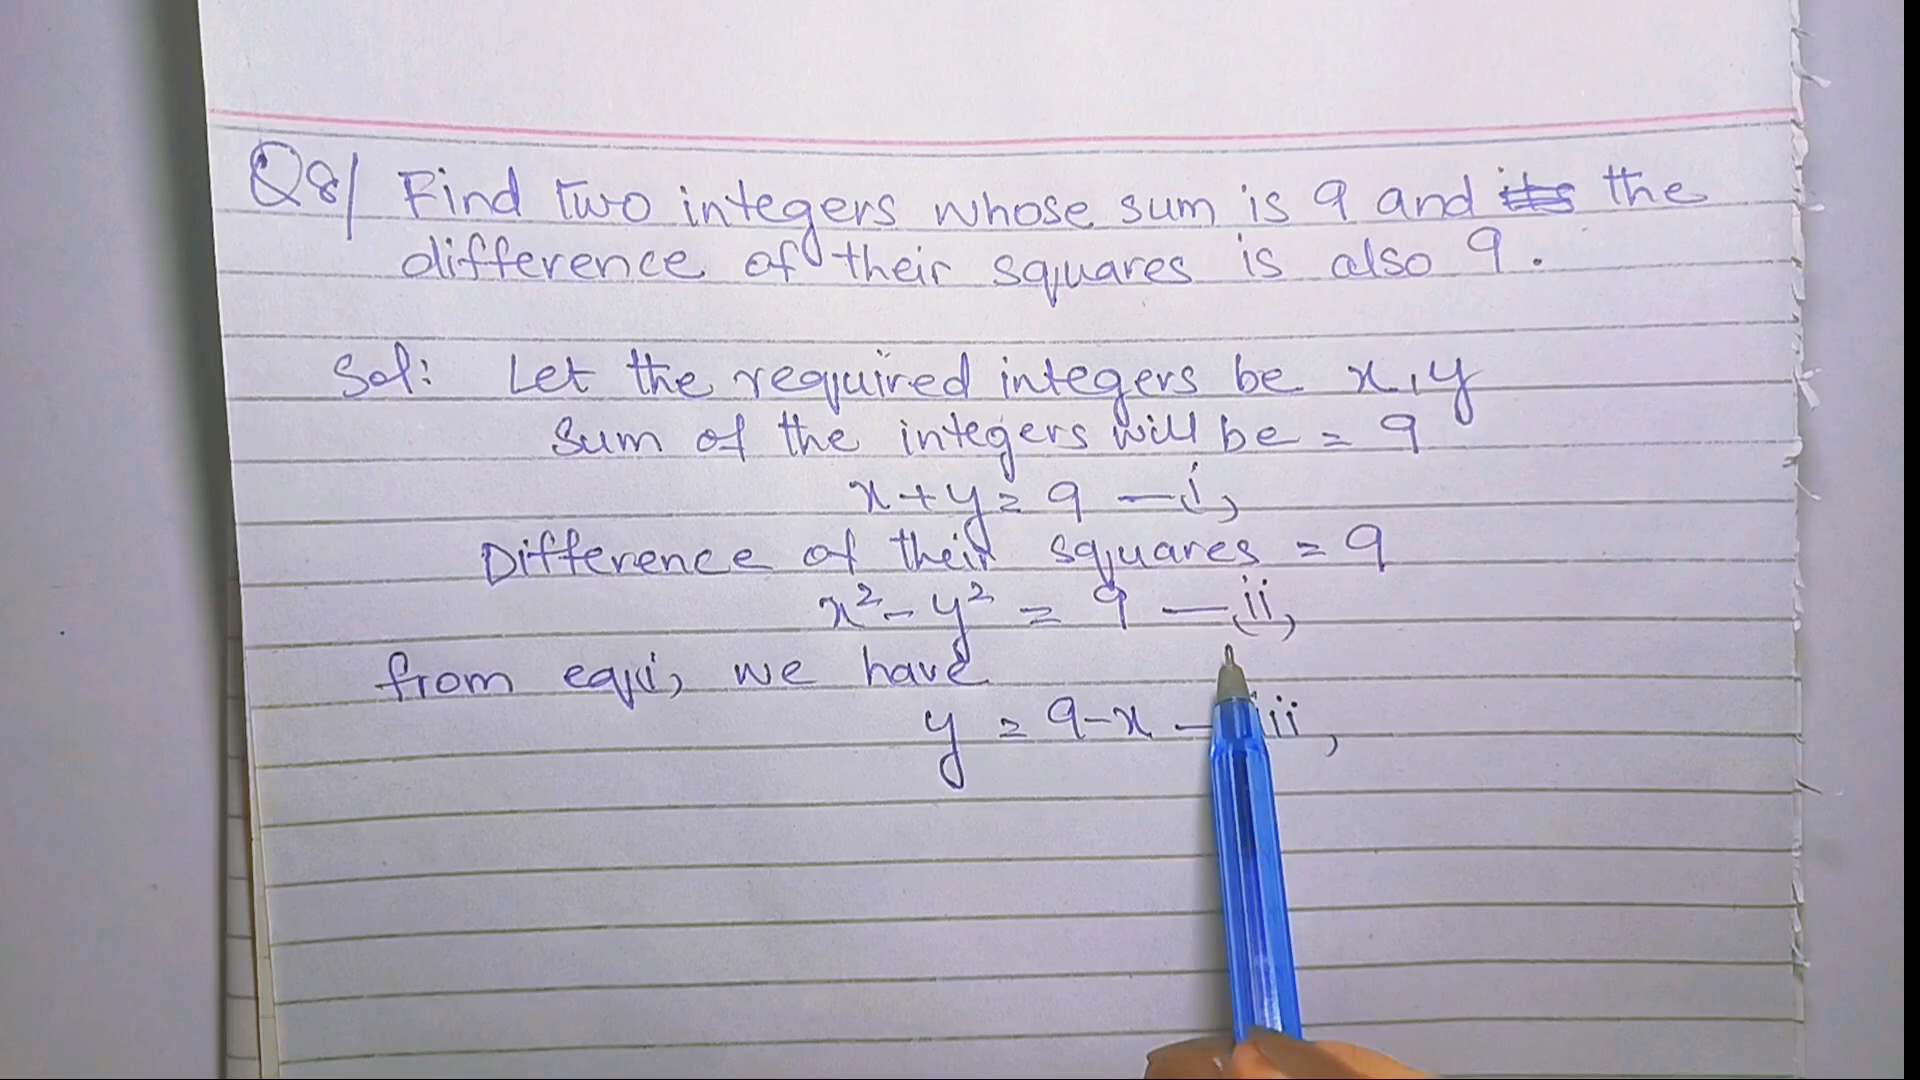 Q8/ Find two integers whose sum is 9 and its the
difference of their squares is also 9.
Sol: Let the required integers be x, y
Sum of the integers will be = 9
x + y = 9 — i,
Difference of their squares = 9
x² - y² = 9 — ii,
from eq i, we have
y = 9 - x — iii,